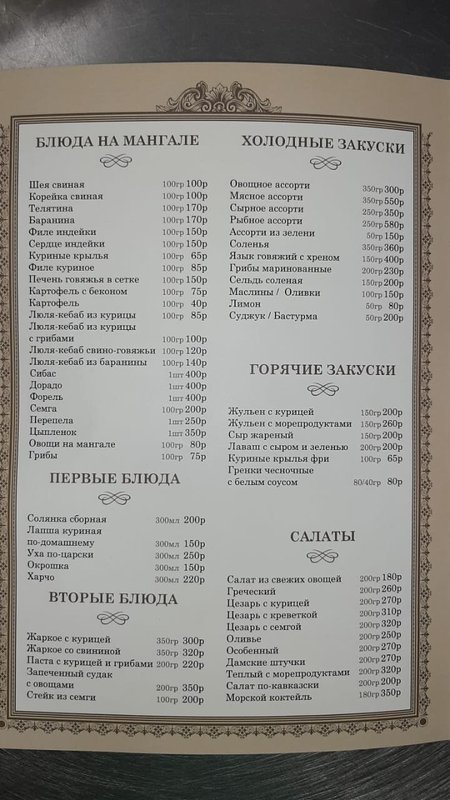 БЛЮДА НА МАНГАЛЕ
Шея свиная 100гр 100р
Корейка свиная 100гр 100р
Телятина 100гр 170р
Баранина 100гр 170р
Филе индейки 100гр 150р
Сердце индейки 100гр 150р
Куриные крылья 100гр 65р
Филе куриное 100гр 85р
Печень говяжья в сетке 100гр 150р
Картофель с беконом 100гр 75р
Картофель 100гр 40р
Люля-кебаб из курицы 100гр 85р
Люля-кебаб из курицы
с грибами 100гр 100р
Люля-кебаб свино-говяжьи 100гр 120р
Люля-кебаб из баранины 100гр 140р
Сибас 1шт 400р
Дорадо 1шт 400р
Форель 1шт 400р
Семга 100гр 200р
Перепела 1шт 250р
Цыпленок 1шт 350р
Овощи на мангале 100гр 80р
Грибы 100гр 75р
ПЕРВЫЕ БЛЮДА
Солянка сборная 300мл 200р
Лапша куриная
по-домашнему 300мл 150р
Уха по-царски 300мл 250р
Окрошка 300мл 150р
Харчо 300мл 220р
ВТОРЫЕ БЛЮДА
Жаркое с курицей 350гр 300р
Жаркое со свининой 350гр 320р
Паста с курицей и грибами 200гр 220р
Запеченный судак
с овощами 200гр 350р
Стейк из семги 100гр 200р
ХОЛОДНЫЕ ЗАКУСКИ
Овощное ассорти 350гр 300р
Мясное ассорти 350гр 550р
Сырное ассорти 250гр 350р
Рыбное ассорти 250гр 580р
Ассорти из зелени 50гр 150р
Соленья 350гр 360р
Язык говяжий с хреном 150гр 400р
Грибы маринованные 200гр 230р
Сельдь соленая 150гр 200р
Маслины / Оливки 100гр 150р
Лимон 50гр 80р
Суджук / Бастурма 50гр 200р
ГОРЯЧИЕ ЗАКУСКИ
Жульен с курицей 150гр 200р
Жульен с морепродуктами 150гр 260р
Сыр жареный 150гр 200р
Лаваш с сыром и зеленью 200гр 200р
Куриные крылья фри 100гр 65р
Гренки чесночные
с белым соусом 80/40гр 80р
САЛАТЫ
Салат из свежих овощей 200гр 180р
Греческий 200гр 260р
Цезарь с курицей 200гр 270р
Цезарь с креветкой 200гр 310р
Цезарь с семгой 200гр 320р
Оливье 200гр 250р
Особенный 200гр 270р
Дамские штучки 200гр 270р
Теплый с морепродуктами 200гр 320р
Салат по-кавказски 200гр 200р
Морской коктейль 180гр 350р